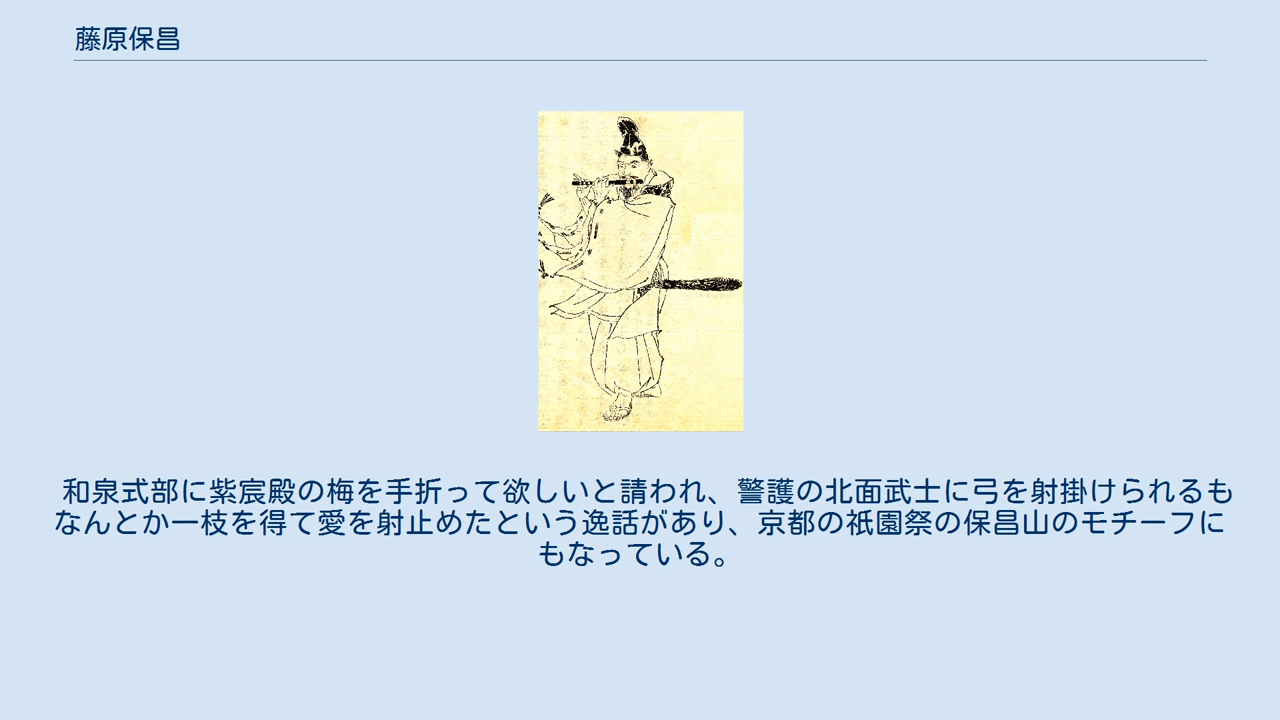 藤原保昌
和泉式部に紫宸殿の梅を手折って欲しいと請われ、警護の北面武士に弓を射掛けられるも
なんとか一枝を得て愛を射止めたという逸話があり、京都の祇園祭の保昌山のモチーフに
もなっている。